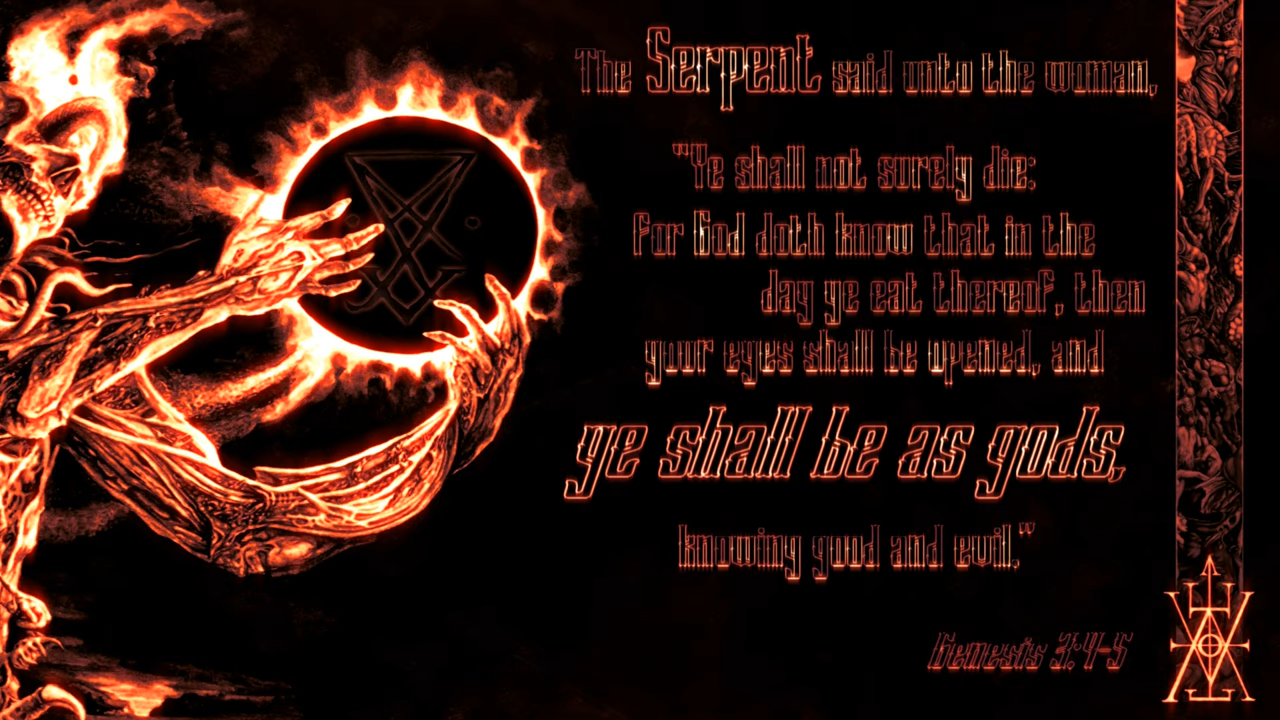 The Serpent said unto the woman,
"Ye shall not surely die:
For God doth know that in the
day ye eat thereof, then
your eyes shall be opened, and
ye shall be as gods,
knowing good and evil."
Genesis 3:4-5